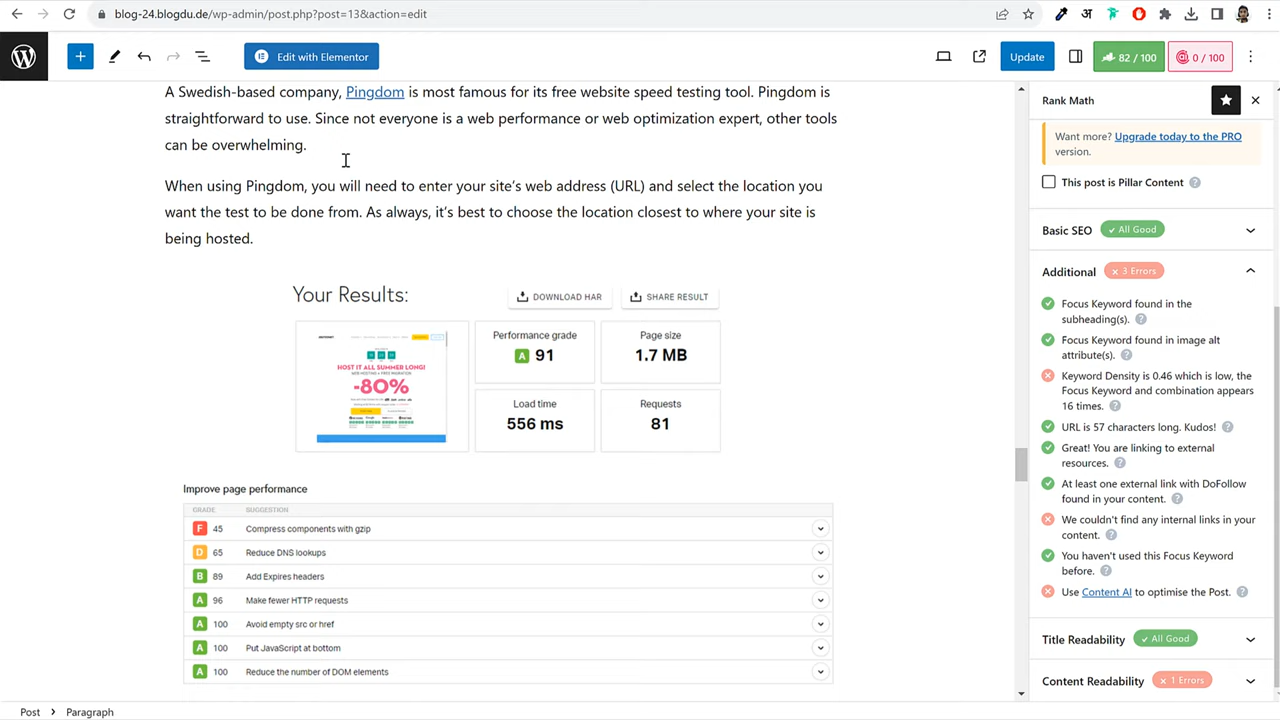 blog-24.blogdu.de/wp-admin/post.php?post=13&action=edit
अ
Edit with Elementor
Update
82 / 100
0 / 100
A Swedish-based company, Pingdom is most famous for its free website speed testing tool. Pingdom is
straightforward to use. Since not everyone is a web performance or web optimization expert, other tools
can be overwhelming.
When using Pingdom, you will need to enter your site's web address (URL) and select the location you
want the test to be done from. As always, it's best to choose the location closest to where your site is
being hosted.
Your Results:
DOWNLOAD HAR
SHARE RESULT
HOST IT ALL SUMMER LONG!
-80%
Performance grade
A 91
Page size
1.7 MB
Load time
556 ms
Requests
81
Improve page performance
GRADE SUGGESTION
F 45 Compress components with gzip
D 65 Reduce DNS lookups
B 89 Add Expires headers
A 96 Make fewer HTTP requests
A 100 Avoid empty src or href
A 100 Put JavaScript at bottom
A 100 Reduce the number of DOM elements
Post > Paragraph
Rank Math
Want more? Upgrade today to the PRO
version.
This post is Pillar Content
Basic SEO All Good
Additional × 3 Errors
Focus Keyword found in the
subheading(s).
Focus Keyword found in image alt
attribute(s).
Keyword Density is 0.46 which is low, the
Focus Keyword and combination appears
16 times.
URL is 57 characters long. Kudos!
Great! You are linking to external
resources.
At least one external link with DoFollow
found in your content.
We couldn't find any internal links in your
content.
You haven't used this Focus Keyword
before.
Use Content AI to optimise the Post.
Title Readability All Good
Content Readability × 1 Errors